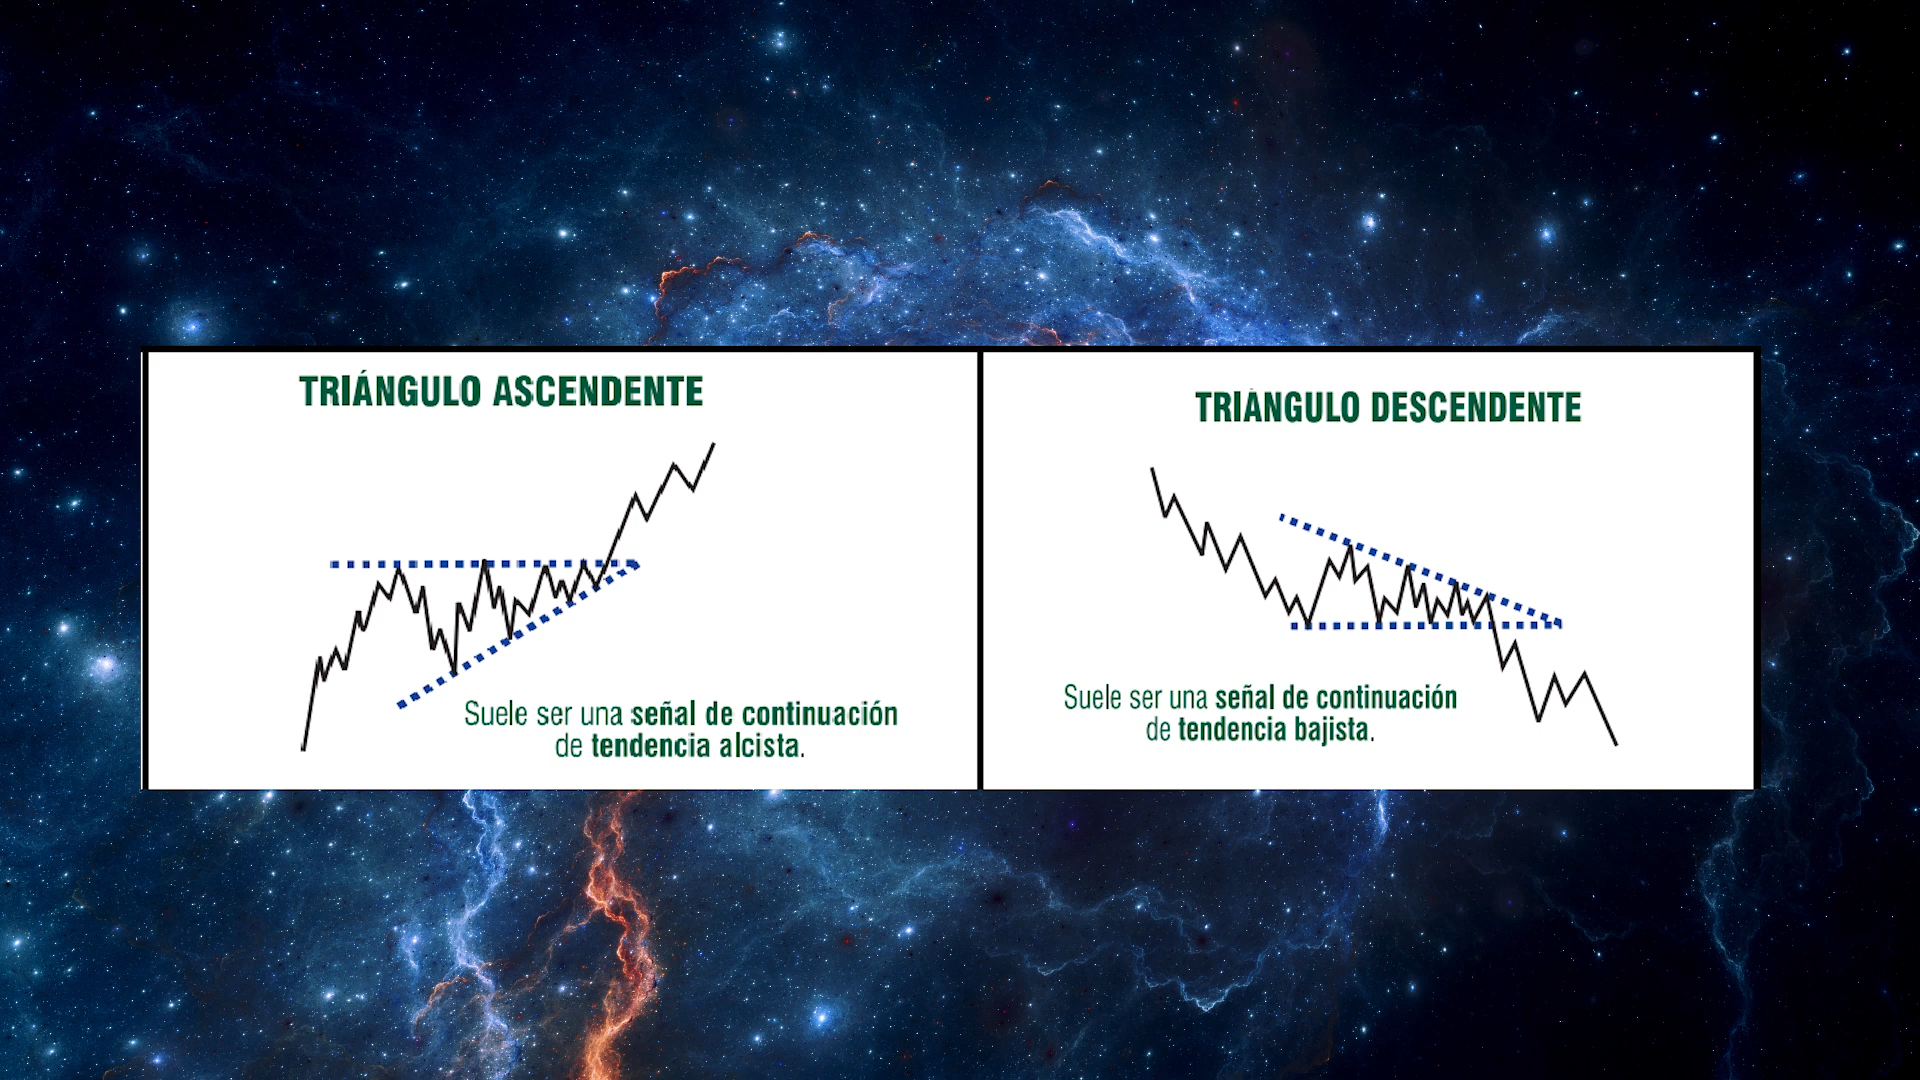 TRIÁNGULO ASCENDENTE
Suele ser una señal de continuación
de tendencia alcista.
TRIÁNGULO DESCENDENTE
Suele ser una señal de continuación
de tendencia bajista.